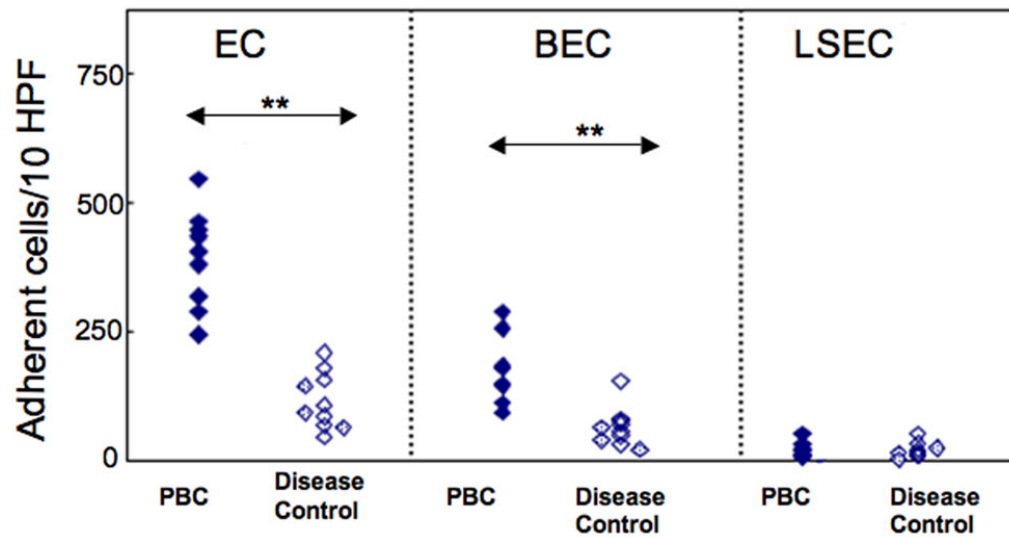 EC BEC LSEC
750
**
**
500
250
0
Adherent cells/10 HPF
PBC Disease Control PBC Disease Control PBC Disease Control